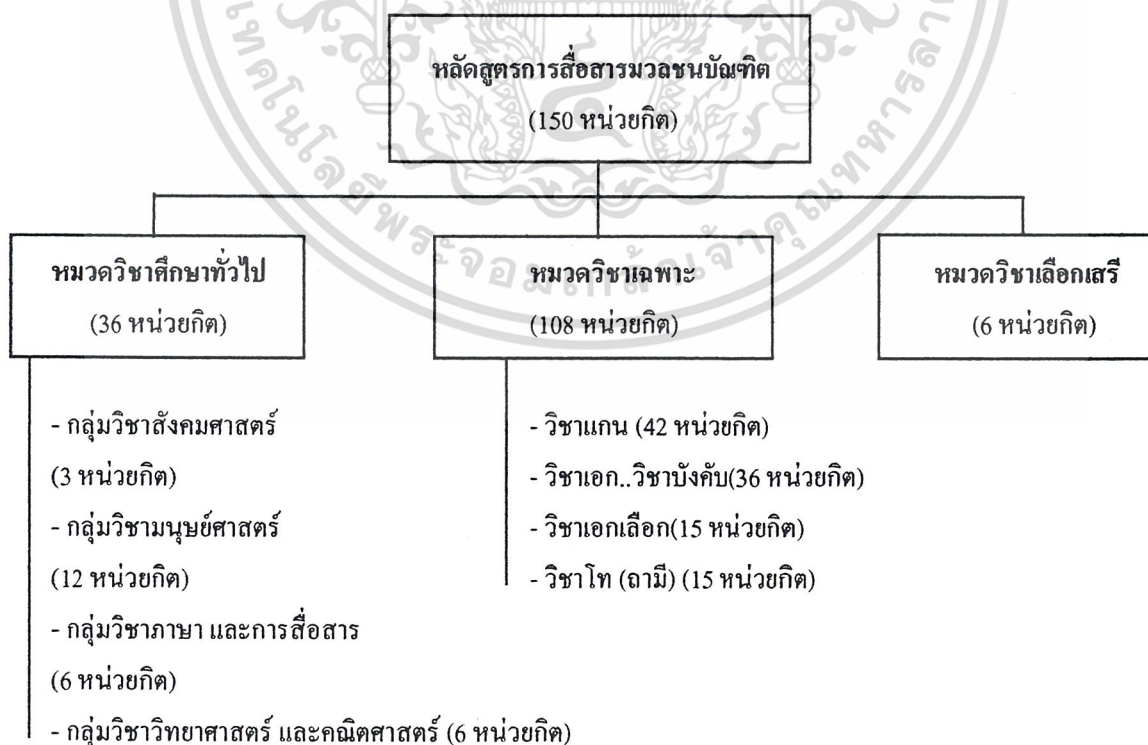 หลัดสูตรการสื่อสารมวลชนบัณฑิต
(150 หน่วยกิต)
หมวดวิชาศึกษาทั่วไป
(36 หน่วยกิต)
หมวดวิชาเฉพาะ
(108 หน่วยกิต)
หมวดวิชาเลือกเสรี
(6 หน่วยกิต)
- กลุ่มวิชาสังคมศาสตร์
(3 หน่วยกิต)
- กลุ่มวิชามนุษย์ศาสตร์
(12 หน่วยกิต)
- กลุ่มวิชาภาษา และการสื่อสาร
(6 หน่วยกิต)
- กลุ่มวิชาวิทยาศาสตร์ และคณิตศาสตร์ (6 หน่วยกิต)
- วิชาแกน (42 หน่วยกิต)
- วิชาเอก..วิชาบังคับ(36 หน่วยกิต)
- วิชาเอกเลือก(15 หน่วยกิต)
- วิชาโท (ถามี) (15 หน่วยกิต)